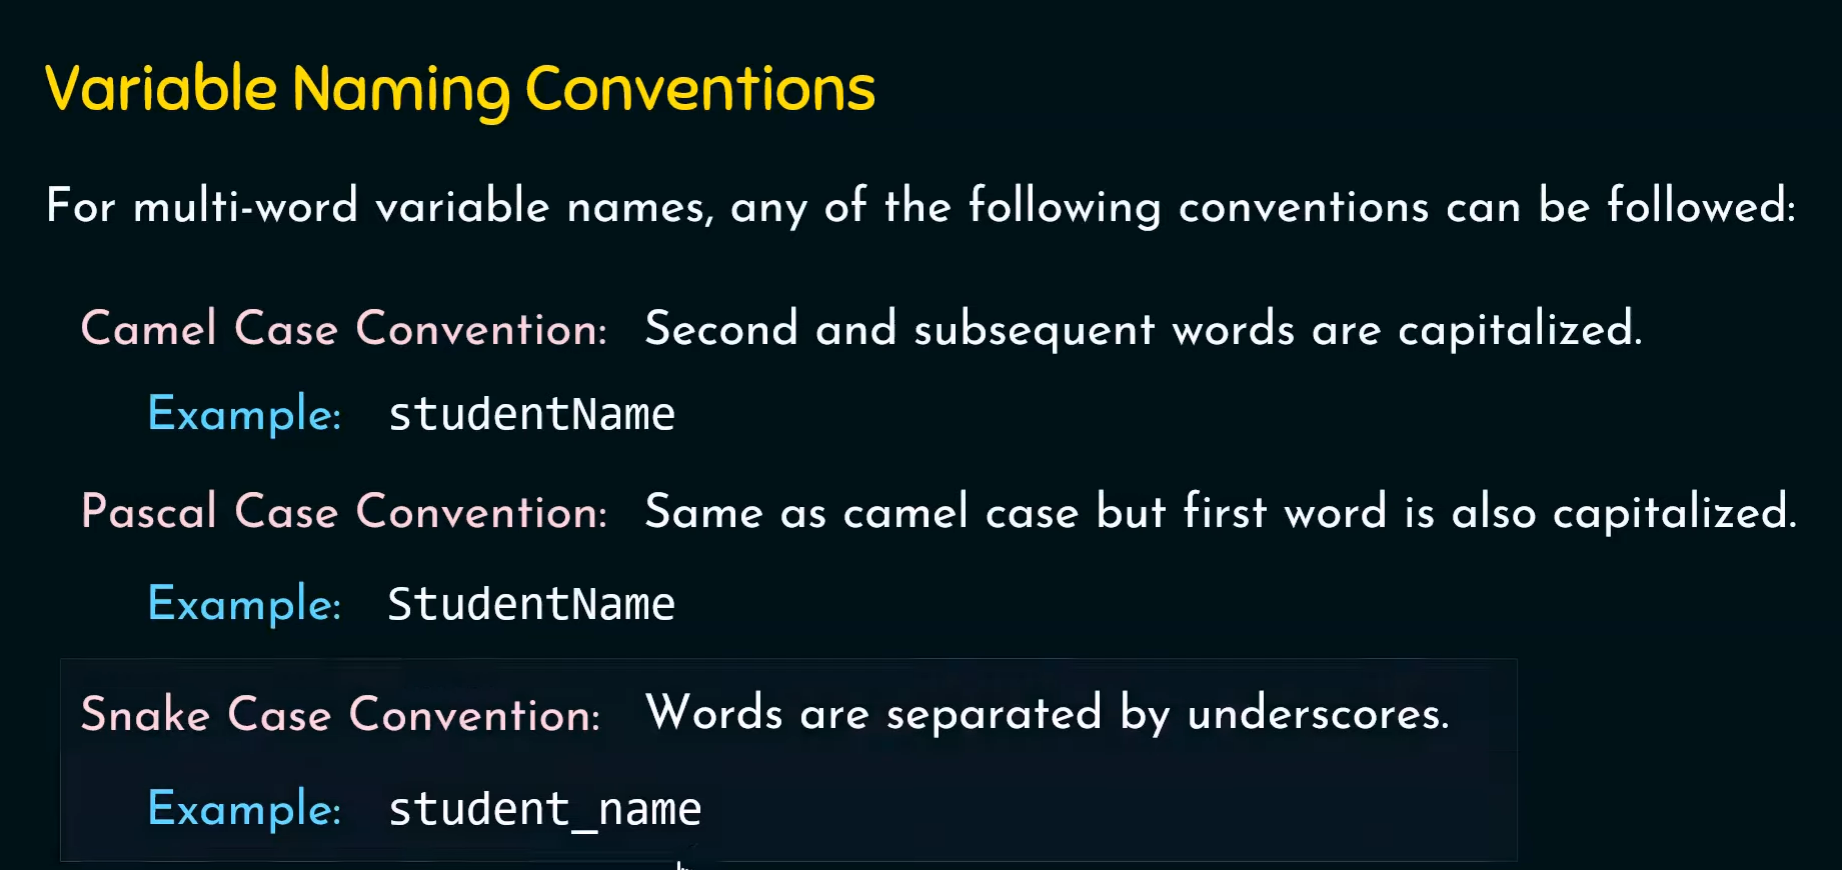 Variable Naming Conventions
For multi-word variable names, any of the following conventions can be followed:
Camel Case Convention: Second and subsequent words are capitalized.
Example: studentName
Pascal Case Convention: Same as camel case but first word is also capitalized.
Example: StudentName
Snake Case Convention: Words are separated by underscores.
Example: student_name